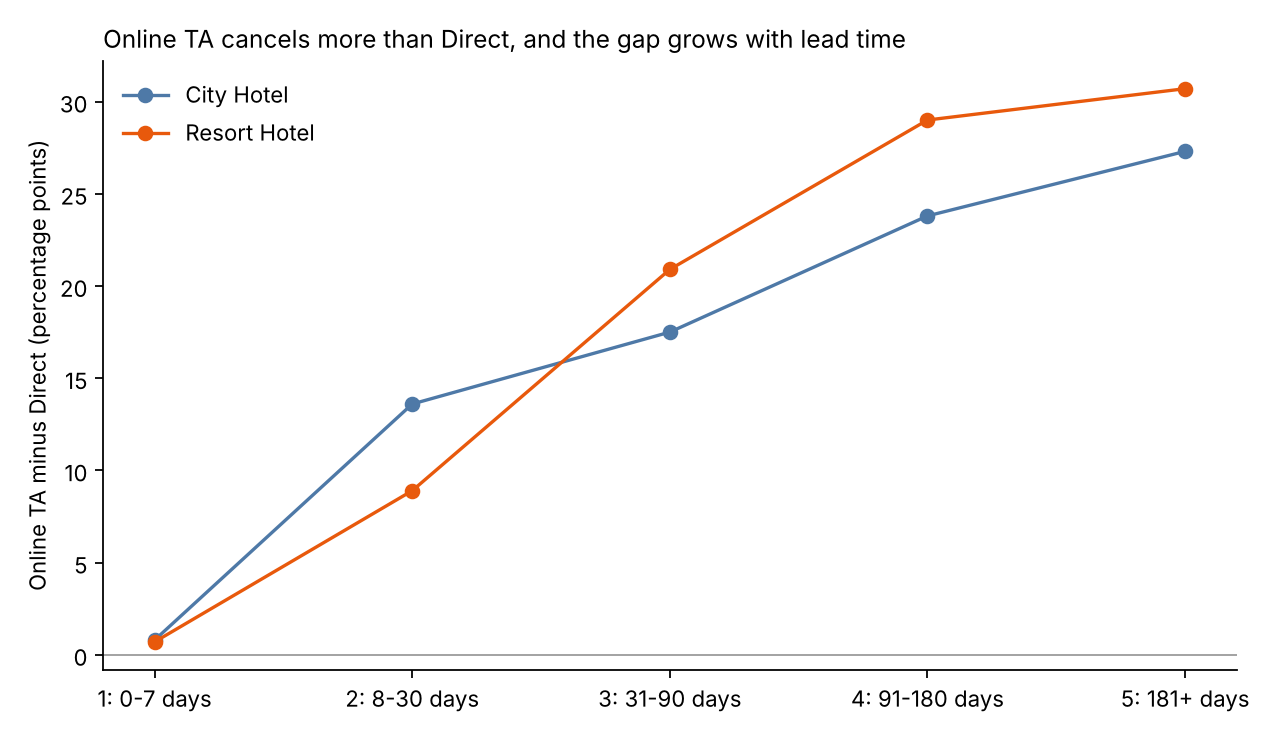 Online TA cancels more than Direct, and the gap grows with lead time
City Hotel
Resort Hotel
Online TA minus Direct (percentage points)
30
25
20
15
10
5
0
1: 0-7 days
2: 8-30 days
3: 31-90 days
4: 91-180 days
5: 181+ days